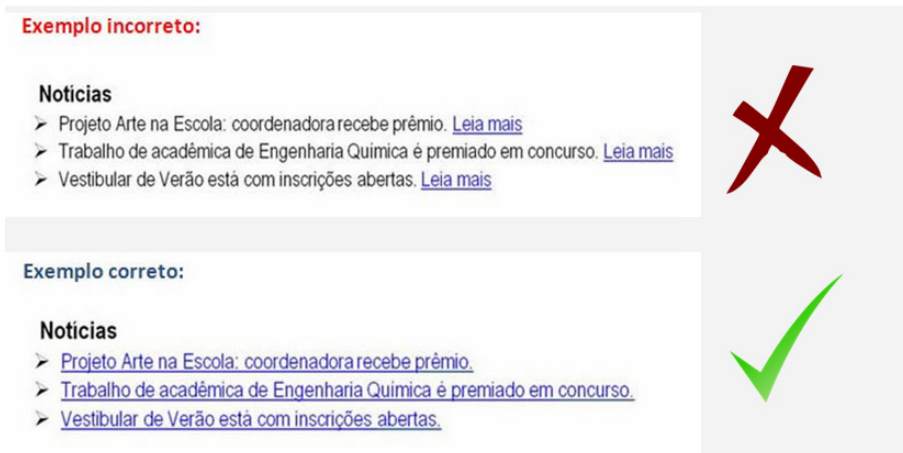 Exemplo incorreto:
Notícias
➢ Projeto Arte na Escola: coordenadora recebe prêmio. Leia mais
➢ Trabalho de acadêmica de Engenharia Química é premiado em concurso. Leia mais
➢ Vestibular de Verão está com inscrições abertas. Leia mais
Exemplo correto:
Notícias
➢ Projeto Arte na Escola: coordenadora recebe prêmio.
➢ Trabalho de acadêmica de Engenharia Química é premiado em concurso.
➢ Vestibular de Verão está com inscrições abertas.